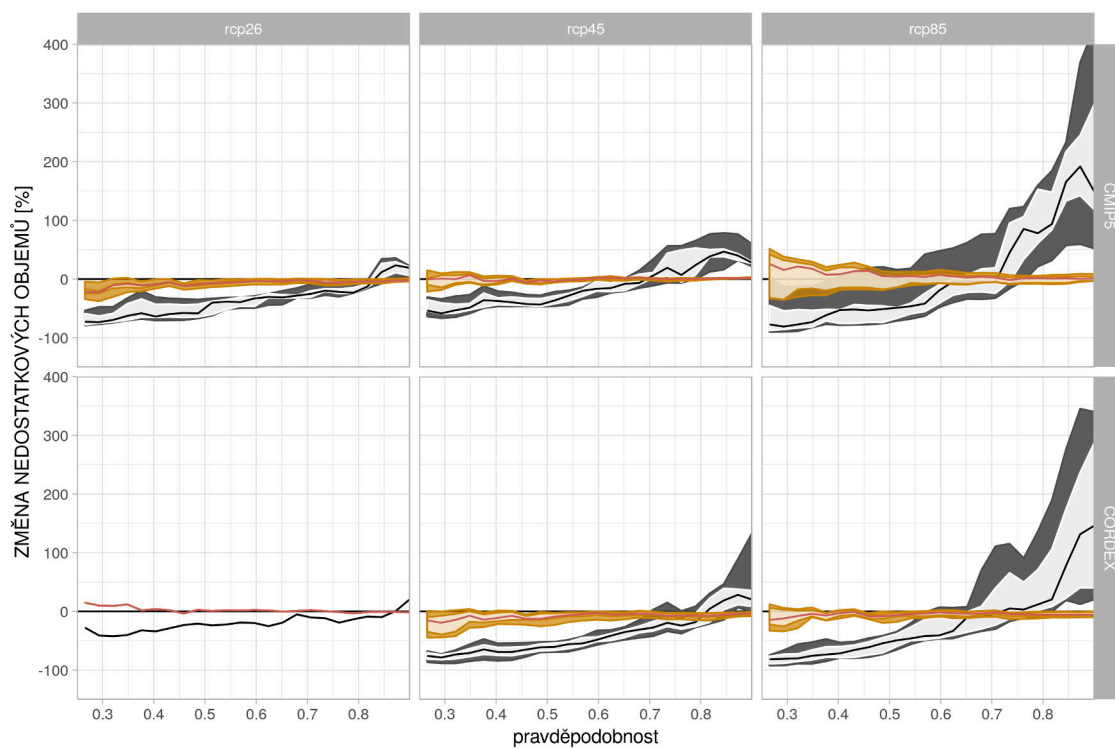 rcp26 rcp45 rcp85
400
300
200
100
0
-100
CMIP5
400
300
200
100
0
-100
CORDEX
ZMĚNA NEDOSTATKOVÝCH OBJEMŮ [%]
0.3 0.4 0.5 0.6 0.7 0.8 0.3 0.4 0.5 0.6 0.7 0.8 0.3 0.4 0.5 0.6 0.7 0.8
pravděpodobnost